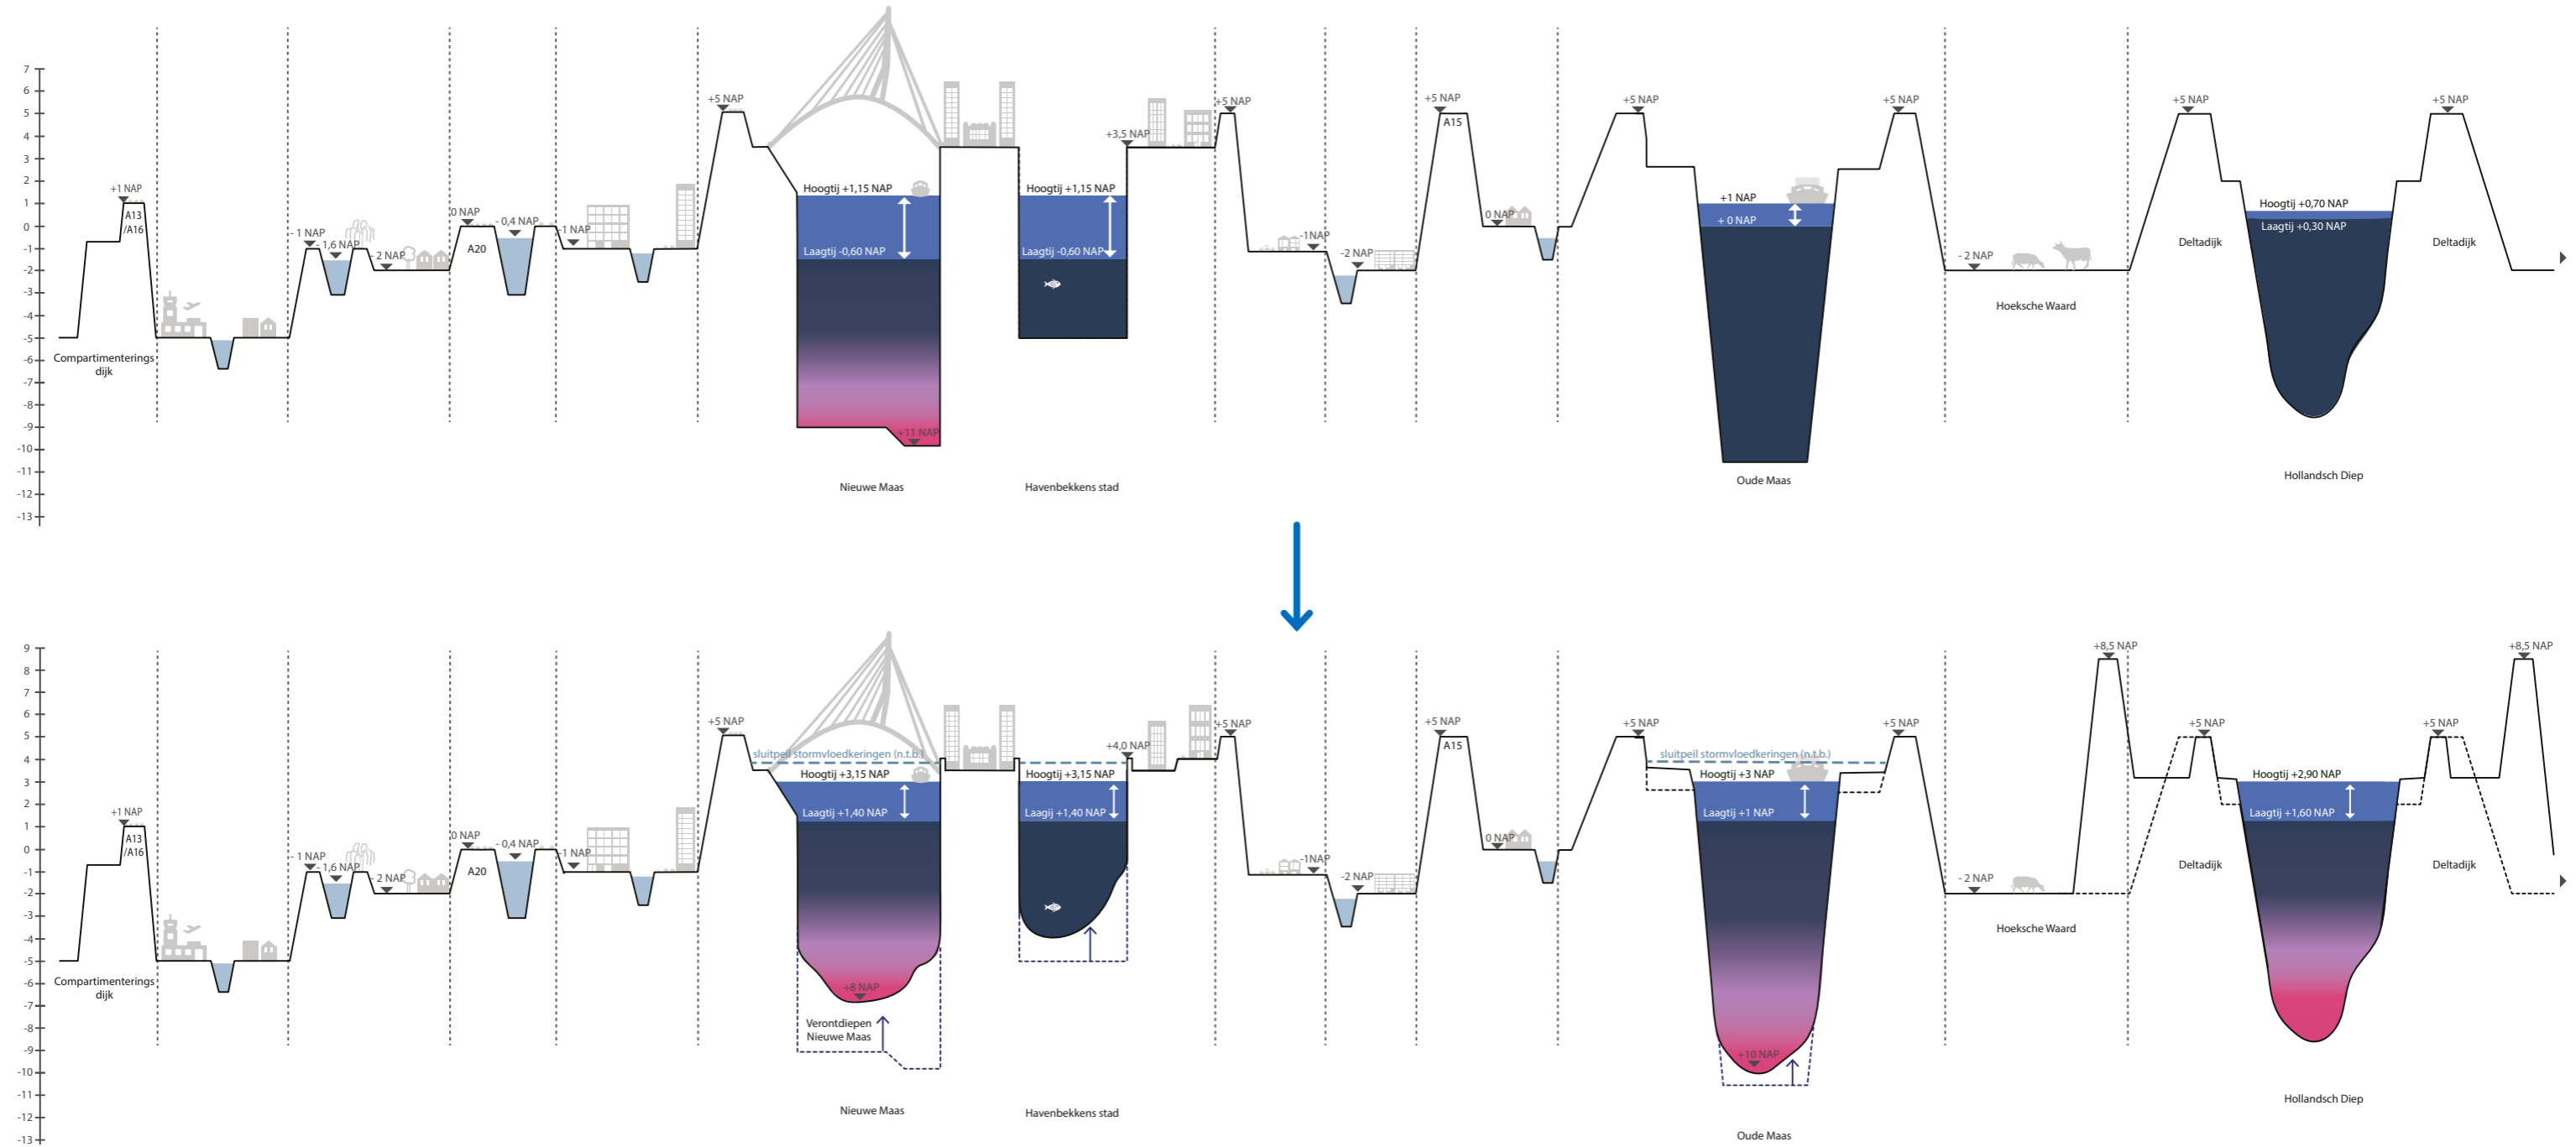 7
6
5
4
3
2
1
0
-1
-2
-3
-4
-5
-6
-7
-8
-9
-10
-11
-12
-13
+1 NAP
A13
/A16
Compartimenterings
dijk
- 1 NAP
- 1,6 NAP
- 2 NAP
0 NAP
A20
- 0,4 NAP
-1 NAP
+5 NAP
Hoogtij +1,15 NAP
Laagtij -0,60 NAP
+11 NAP
Nieuwe Maas
Hoogtij +1,15 NAP
Laagtij -0,60 NAP
Havenbekkens stad
+3,5 NAP
+5 NAP
-1NAP
-2 NAP
+5 NAP
A15
0 NAP
+5 NAP
+1 NAP
+ 0 NAP
Oude Maas
+5 NAP
- 2 NAP
Hoeksche Waard
+5 NAP
Deltadijk
Hoogtij +0,70 NAP
Laagtij +0,30 NAP
Hollandsch Diep
+5 NAP
Deltadijk
9
8
7
6
5
4
3
2
1
0
-1
-2
-3
-4
-5
-6
-7
-8
-9
-10
-11
-12
-13
+1 NAP
A13
/A16
Compartimenterings
dijk
- 1 NAP
- 1,6 NAP
- 2 NAP
0 NAP
A20
- 0,4 NAP
-1 NAP
+5 NAP
sluitpeil stormvloedkeringen (n.t.b.)
Hoogtij +3,15 NAP
Laagtij +1,40 NAP
+8 NAP
Verontdiepen
Nieuwe Maas
Nieuwe Maas
Hoogtij +3,15 NAP
Laagij +1,40 NAP
Havenbekkens stad
+4,0 NAP
+5 NAP
-1NAP
-2 NAP
+5 NAP
A15
0 NAP
+5 NAP
sluitpeil stormvloedkeringen (n.t.b.)
Hoogtij +3 NAP
Laagtij +1 NAP
+10 NAP
Oude Maas
+5 NAP
- 2 NAP
Hoeksche Waard
+8,5 NAP
+5 NAP
Deltadijk
Hoogtij +2,90 NAP
Laagtij +1,60 NAP
Hollandsch Diep
+5 NAP
Deltadijk
+8,5 NAP